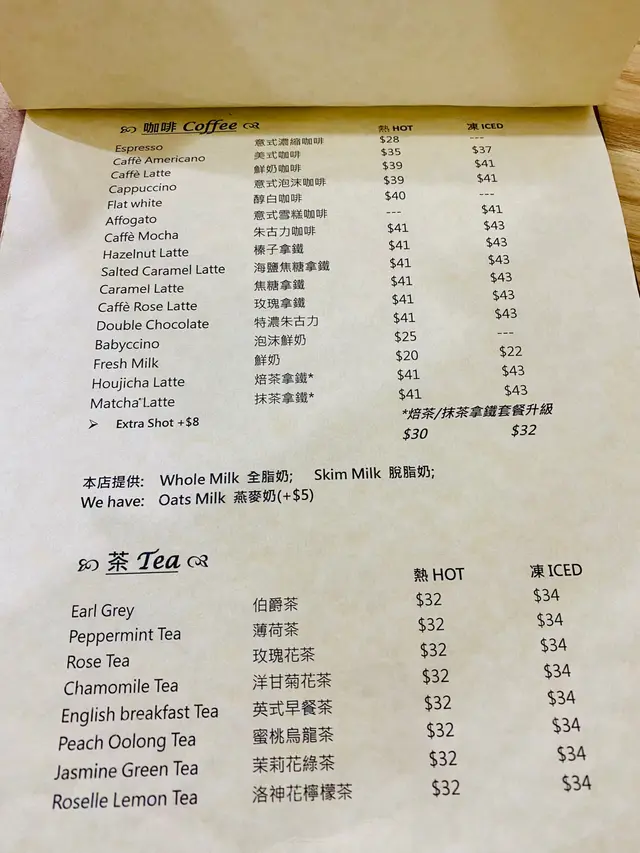 咖啡 Coffee 熱 HOT 凍 ICED
Espresso 意式濃縮咖啡 $28 ---
Caffè Americano 美式咖啡 $35 $37
Caffè Latte 鮮奶咖啡 $39 $41
Cappuccino 意式泡沫咖啡 $39 $41
Flat white 醇白咖啡 $40 ---
Affogato 意式雪糕咖啡 --- $41
Caffè Mocha 朱古力咖啡 $41 $43
Hazelnut Latte 榛子拿鐵 $41 $43
Salted Caramel Latte 海鹽焦糖拿鐵 $41 $43
Caramel Latte 焦糖拿鐵 $41 $43
Caffè Rose Latte 玫瑰拿鐵 $41 $43
Double Chocolate 特濃朱古力 $41 $43
Babyccino 泡沫鮮奶 $25 ---
Fresh Milk 鮮奶 $20 $22
Houjicha Latte 焙茶拿鐵* $41 $43
Matcha Latte 抹茶拿鐵* $41 $43
➢ Extra Shot +$8 *焙茶/抹茶拿鐵套餐升級
$30 $32
本店提供: Whole Milk 全脂奶; Skim Milk 脫脂奶;
We have: Oats Milk 燕麥奶(+$5)
茶 Tea 熱 HOT 凍 ICED
Earl Grey 伯爵茶 $32 $34
Peppermint Tea 薄荷茶 $32 $34
Rose Tea 玫瑰花茶 $32 $34
Chamomile Tea 洋甘菊花茶 $32 $34
English breakfast Tea 英式早餐茶 $32 $34
Peach Oolong Tea 蜜桃烏龍茶 $32 $34
Jasmine Green Tea 茉莉花綠茶 $32 $34
Roselle Lemon Tea 洛神花檸檬茶 $32 $34